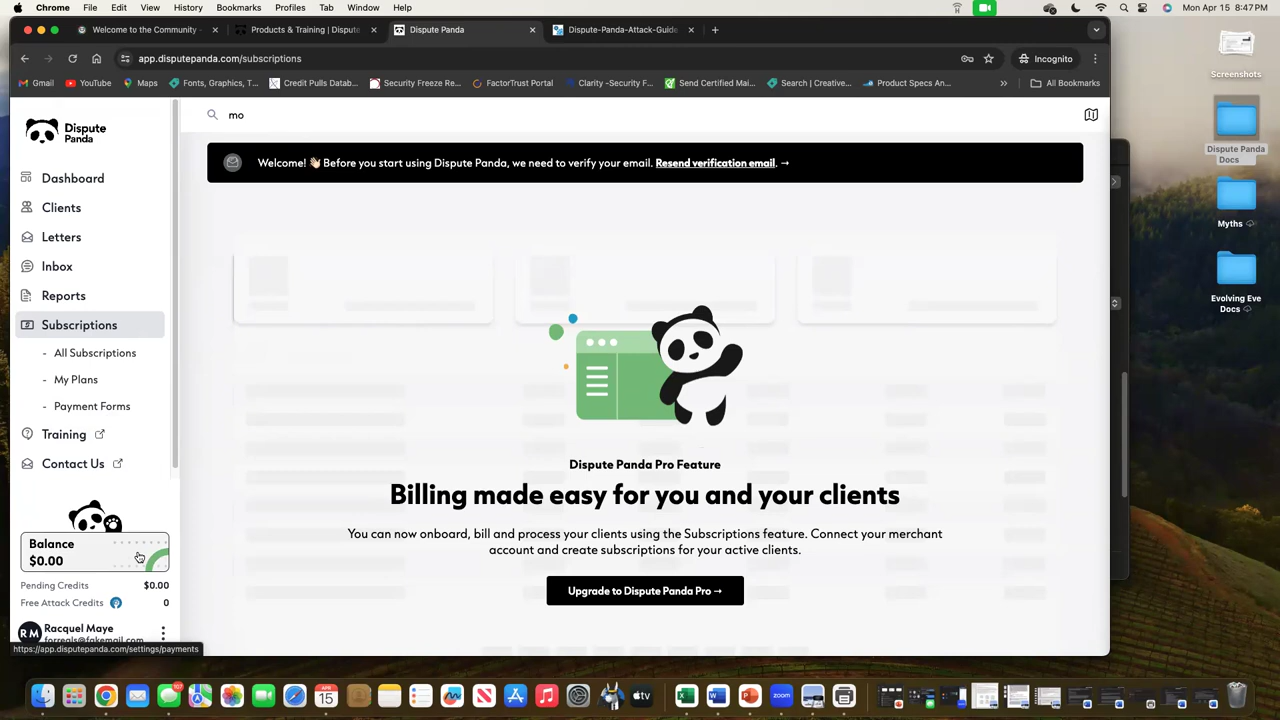 Chrome File Edit View History Bookmarks Profiles Tab Window Help
Mon Apr 15 8:47 PM
Welcome to the Community -
Products & Training | Dispute
Dispute Panda
Dispute-Panda-Attack-Guide
app.disputepanda.com/subscriptions
Incognito
Gmail YouTube Maps Fonts, Graphics, T... Credit Pulls Datab... Security Freeze Re... FactorTrust Portal Clarity -Security F... Send Certified Mai... Search | Creative... Product Specs An... » All Bookmarks
Dispute
Panda
mo
Welcome! 👋🏻 Before you start using Dispute Panda, we need to verify your email. Resend verification email. →
Dashboard
Clients
Letters
Inbox
Reports
Subscriptions
- All Subscriptions
- My Plans
- Payment Forms
Training
Contact Us
Balance
$0.00
Pending Credits $0.00
Free Attack Credits 0
RM
Racquel Maye
forreals@fakemail.com
https://app.disputepanda.com/settings/payments
Dispute Panda Pro Feature
Billing made easy for you and your clients
You can now onboard, bill and process your clients using the Subscriptions feature. Connect your merchant
account and create subscriptions for your active clients.
Upgrade to Dispute Panda Pro →
Screenshots
Dispute Panda
Docs
Myths
Evolving Eve
Docs
APR
15
zoom
tv